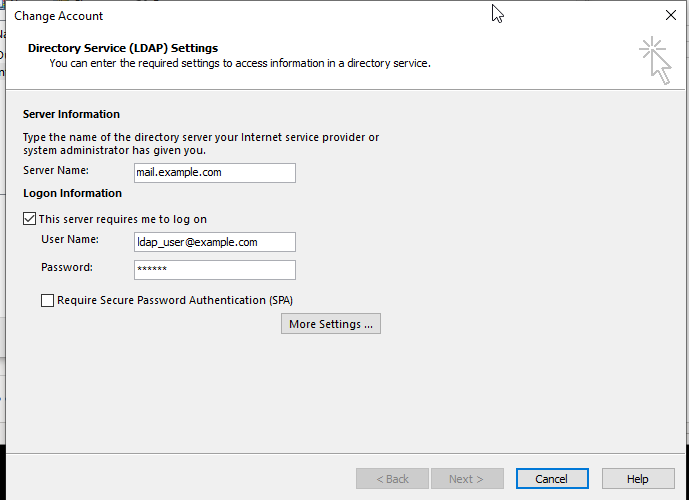 Change Account
Directory Service (LDAP) Settings
You can enter the required settings to access information in a directory service.
Server Information
Type the name of the directory server your Internet service provider or
system administrator has given you.
Server Name: mail.example.com
Logon Information
This server requires me to log on
User Name: ldap_user@example.com
Password: ******
Require Secure Password Authentication (SPA)
More Settings ...
< Back Next > Cancel Help